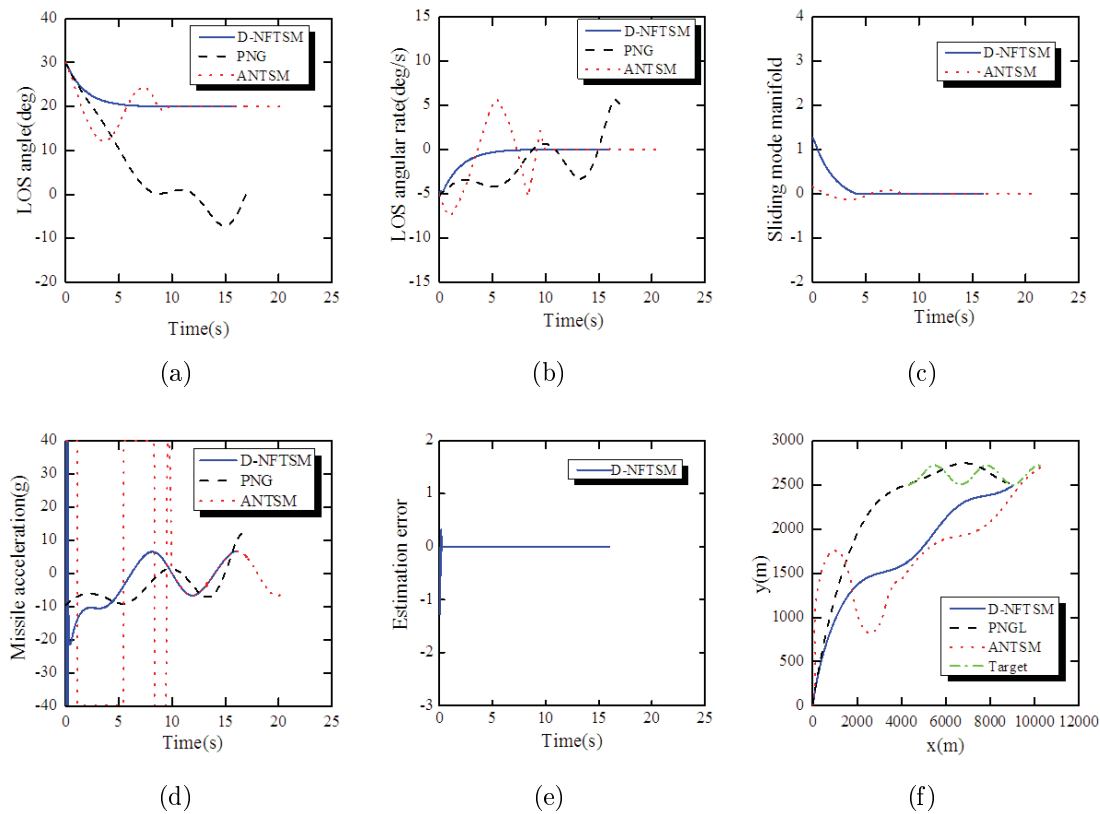 40
30
20
10
0
-10
-20
LOS angle(deg)
D-NFTSM
PNG
ANTSM
0 5 10 15 20 25
Time(s)
(a)
15
10
5
0
-5
-10
-15
LOS angular rate(deg/s)
D-NFTSM
PNG
ANTSM
0 5 10 15 20 25
Time(s)
(b)
4
3
2
1
0
-1
-2
Sliding mode manifold
D-NFTSM
ANTSM
0 5 10 15 20 25
Time(s)
(c)
40
30
20
10
0
-10
-20
-30
-40
Missile acceleration(g)
D-NFTSM
PNG
ANTSM
0 5 10 15 20 25
Time(s)
(d)
2
1
0
-1
-2
-3
Estimation error
D-NFTSM
0 5 10 15 20 25
Time(s)
(e)
3000
2500
2000
1500
1000
500
0
y(m)
D-NFTSM
PNGL
ANTSM
Target
0 2000 4000 6000 8000 10000 12000
x(m)
(f)